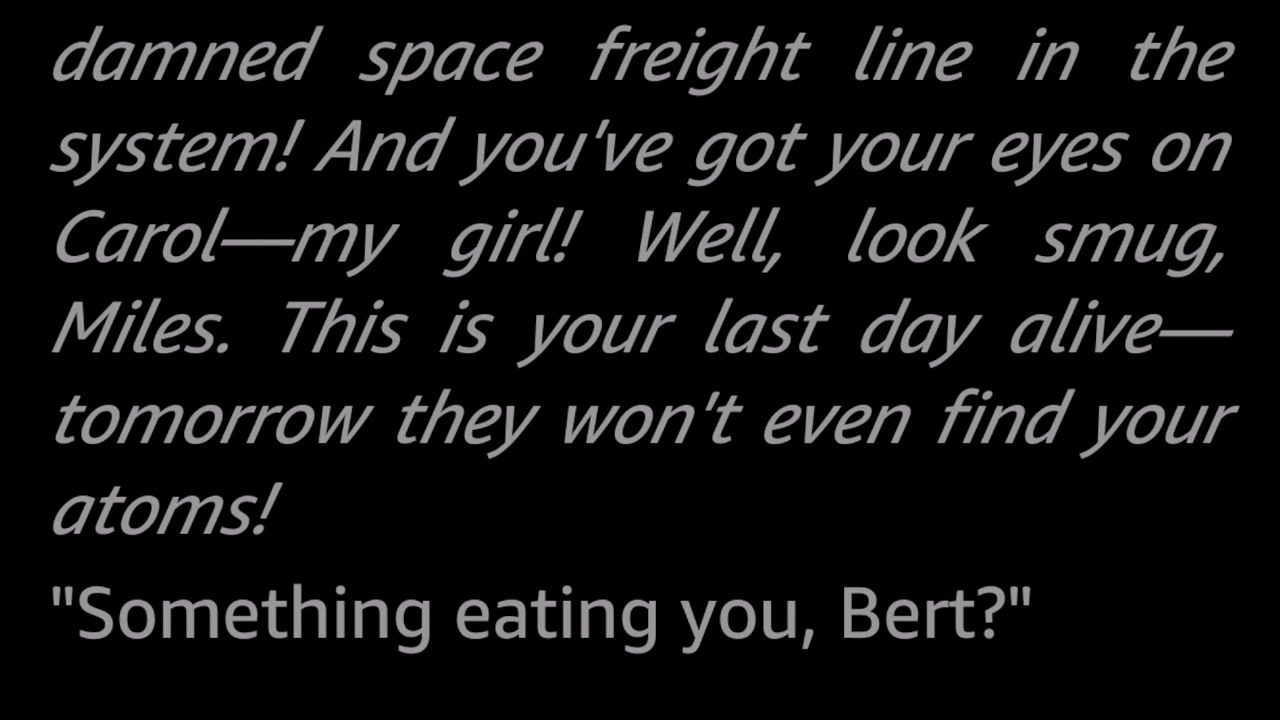 damned space freight line in the
system! And you've got your eyes on
Carol—my girl! Well, look smug,
Miles. This is your last day alive—
tomorrow they won't even find your
atoms!
"Something eating you, Bert?"